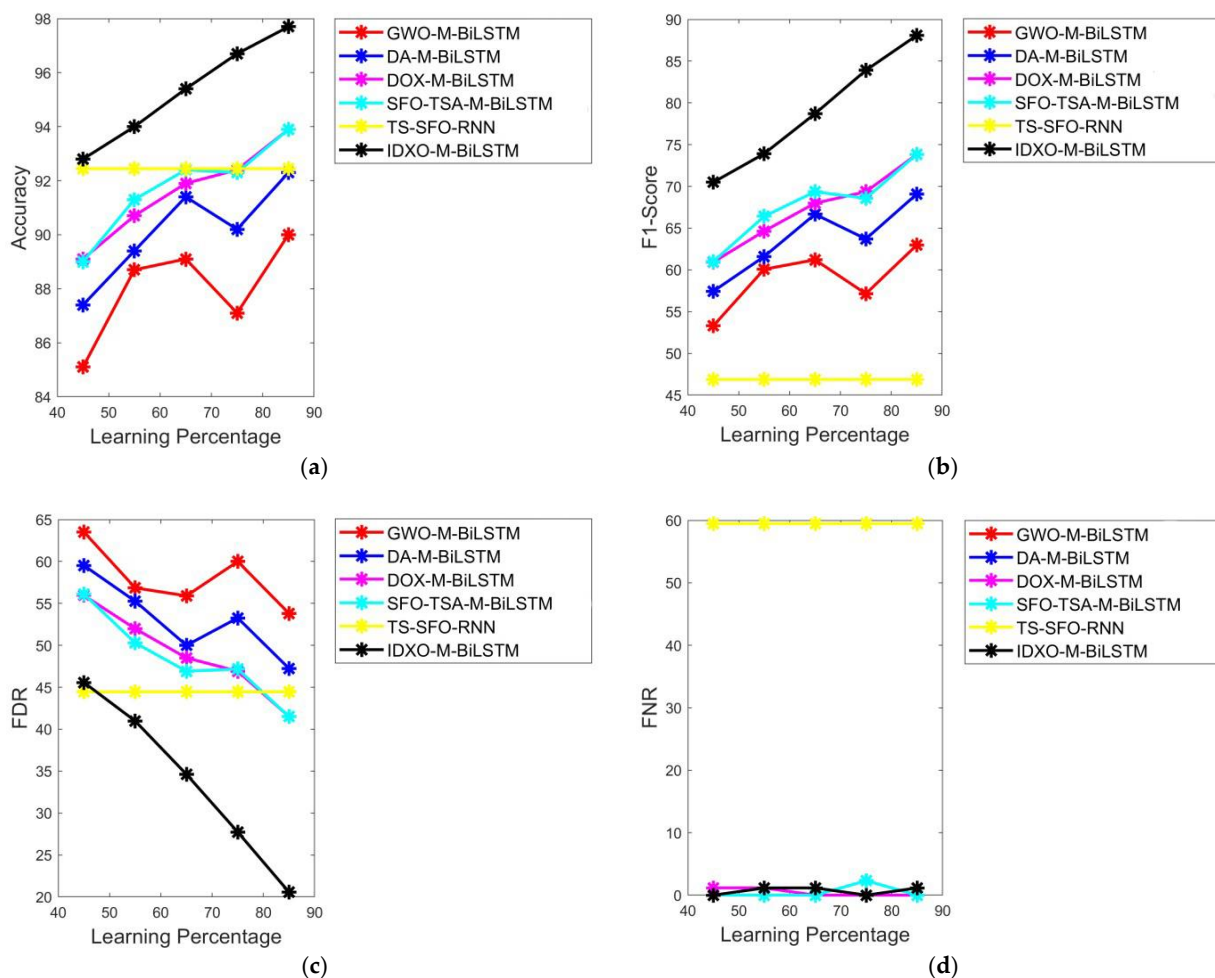 98
96
94
92
90
88
86
84
Accuracy
40 50 60 70 80 90
Learning Percentage
GWO-M-BiLSTM
DA-M-BiLSTM
DOX-M-BiLSTM
SFO-TSA-M-BiLSTM
TS-SFO-RNN
IDXO-M-BiLSTM
(a)
90
85
80
75
70
65
60
55
50
45
F1-Score
40 50 60 70 80 90
Learning Percentage
GWO-M-BiLSTM
DA-M-BiLSTM
DOX-M-BiLSTM
SFO-TSA-M-BiLSTM
TS-SFO-RNN
IDXO-M-BiLSTM
(b)
65
60
55
50
45
40
35
30
25
20
FDR
40 50 60 70 80 90
Learning Percentage
GWO-M-BiLSTM
DA-M-BiLSTM
DOX-M-BiLSTM
SFO-TSA-M-BiLSTM
TS-SFO-RNN
IDXO-M-BiLSTM
(c)
60
50
40
30
20
10
0
FNR
40 50 60 70 80 90
Learning Percentage
GWO-M-BiLSTM
DA-M-BiLSTM
DOX-M-BiLSTM
SFO-TSA-M-BiLSTM
TS-SFO-RNN
IDXO-M-BiLSTM
(d)